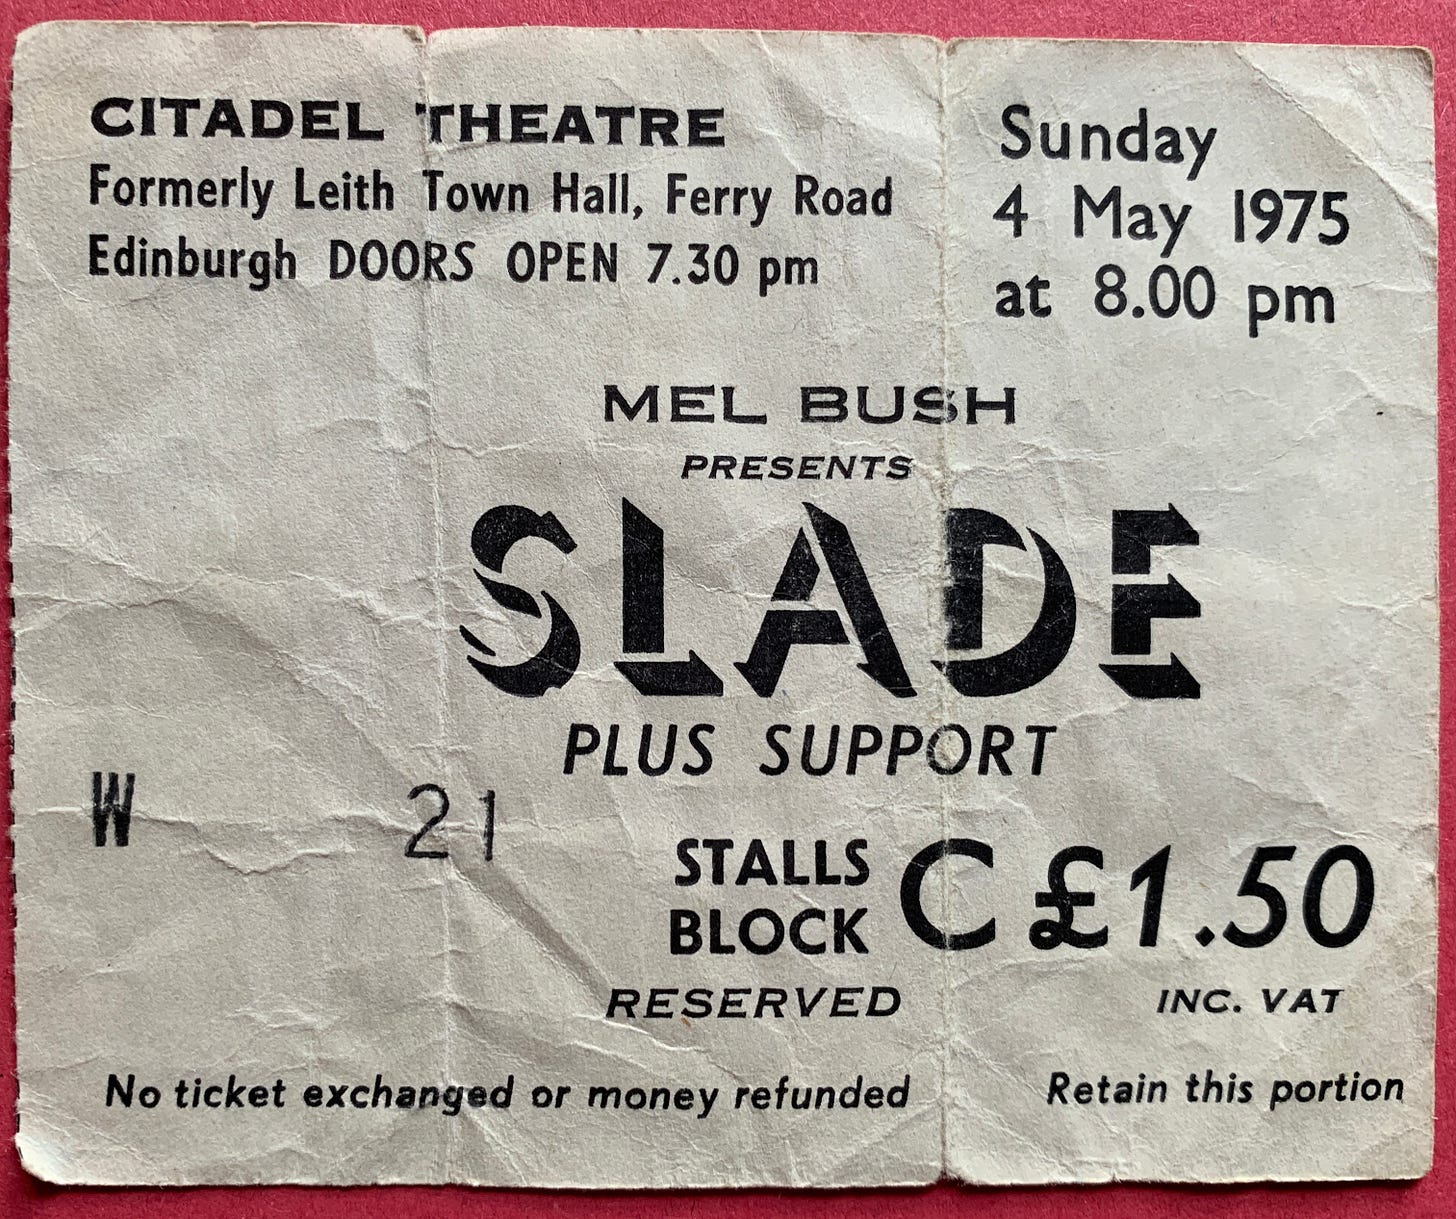 CITADEL THEATRE
Formerly Leith Town Hall, Ferry Road
Edinburgh DOORS OPEN 7.30 pm
Sunday
4 May 1975
at 8.00 pm
MEL BUSH
PRESENTS
SLADE
PLUS SUPPORT
W 21
STALLS
BLOCK C £1.50
RESERVED INC. VAT
No ticket exchanged or money refunded
Retain this portion